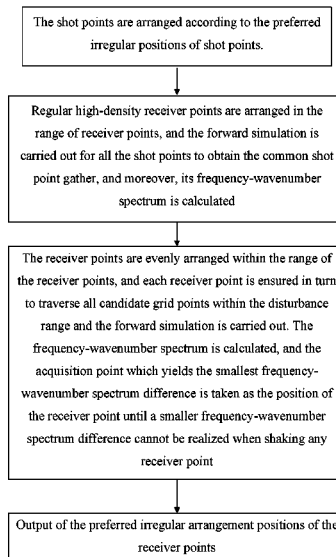 The shot points are arranged according to the preferred
irregular positions of shot points.
Regular high-density receiver points are arranged in the
range of receiver points, and the forward simulation is
carried out for all the shot points to obtain the common shot
point gather, and moreover, its frequency-wavenumber
spectrum is calculated
The receiver points are evenly arranged within the range of
the receiver points, and each receiver point is ensured in turn
to traverse all candidate grid points within the disturbance
range and the forward simulation is carried out. The
frequency-wavenumber spectrum is calculated, and the
acquisition point which yields the smallest frequency-
wavenumber spectrum difference is taken as the position of
the receiver point until a smaller frequency-wavenumber
spectrum difference cannot be realized when shaking any
receiver point
Output of the preferred irregular arrangement positions of the
receiver points